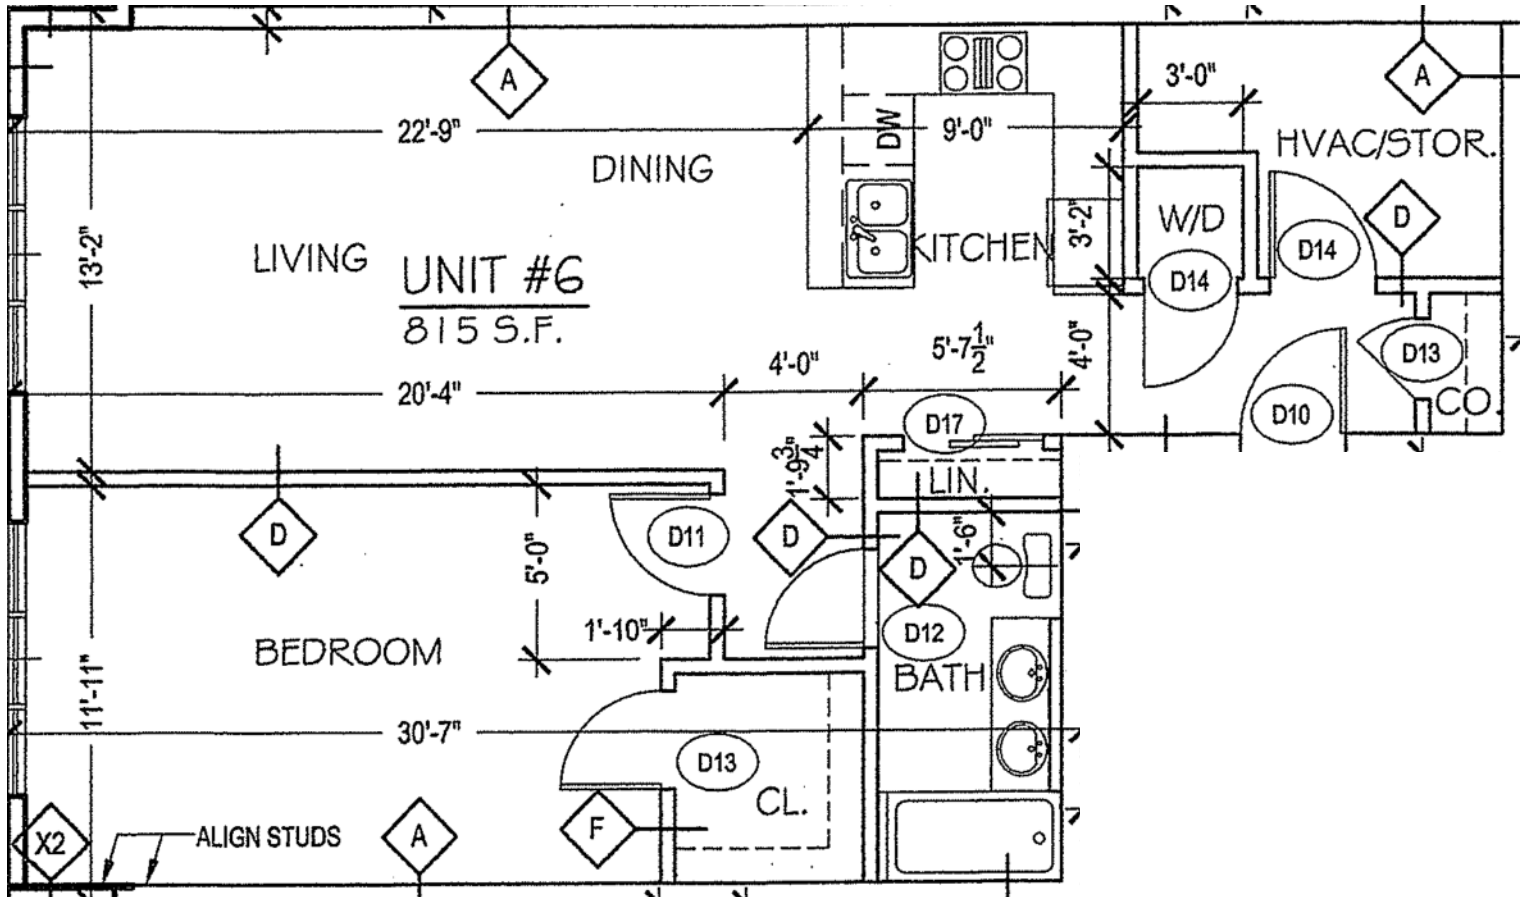 A
3'-0"
A
22'-9"
DW
9'-0"
HVAC/STOR.
DINING
W/D
D
3'-2"
13'-2"
LIVING
KITCHEN
D14
D14
UNIT #6
815 S.F.
5'-7 1/2"
4'-0"
4'-0"
D13
20'-4"
CO.
D17
D10
1'-9 3/4"
LIN.
D
D11
D
D
1'-6"
5'-0"
1'-10"
D12
BEDROOM
BATH
11'-11"
30'-7"
D13
CL.
X2
ALIGN STUDS
A
F